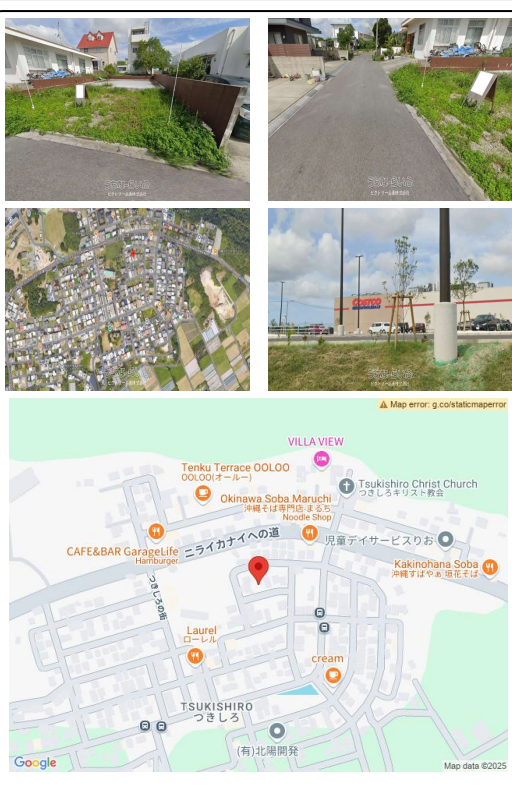 COSTCO
Map error: g.co/staticmaperror
VILLA VIEW
Tenku Terrace OOLOO
OOLOO(オールー)
Tsukishiro Christ Church
つきしろキリスト教会
Okinawa Soba Maruchi
沖縄そば専門店 まるち
Noodle Shop
児童デイサービスりお
CAFE&BAR GarageLife
Hamburger
ニライカナイへの道
Kakinohana Soba
沖縄すばやぁ 垣花そば
つきしろの街
Laurel
ローレル
cream
TSUKISHIRO
つきしろ
(有)北陽開発
Google
Map data ©2025